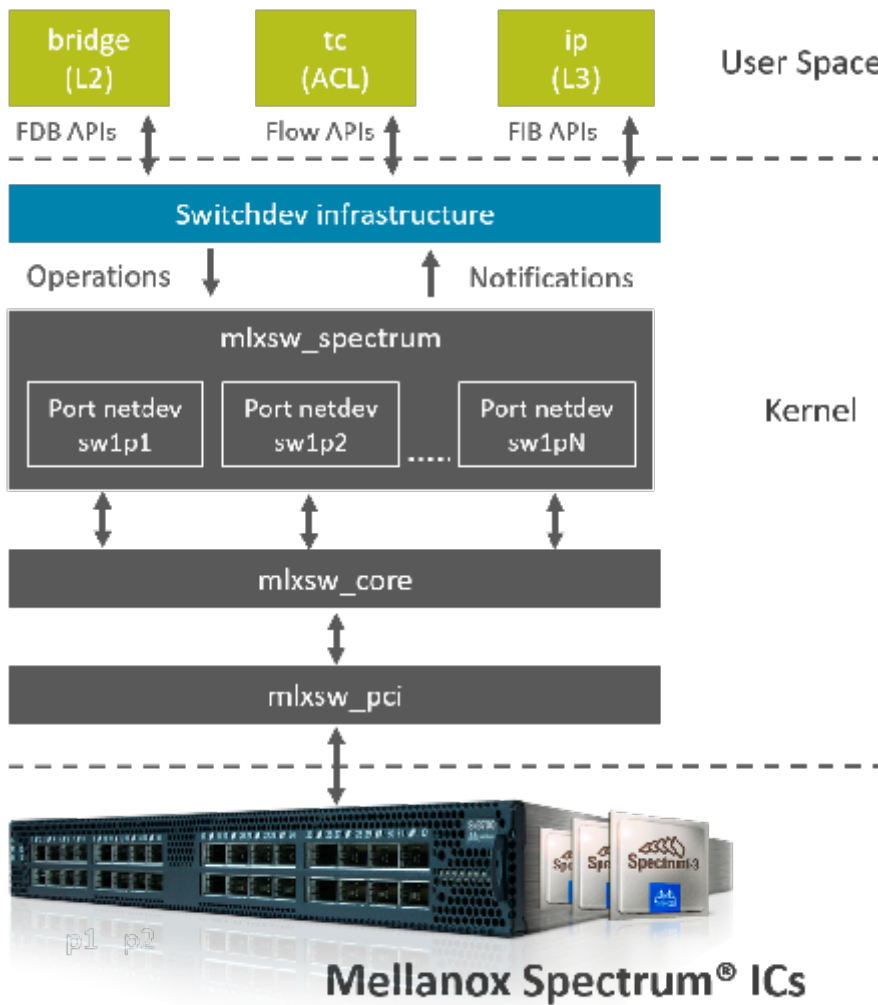 bridge
(L2)
tc
(ACL)
ip
(L3)
User Space
FDB APIs
Flow APIs
FIB APIs
Switchdev infrastructure
Operations
Notifications
mlxsw_spectrum
Port netdev
sw1p1
Port netdev
sw1p2
.....
Port netdev
sw1pN
Kernel
mlxsw_core
mlxsw_pci
Spectrum-3
p1 p2
Mellanox Spectrum® ICs